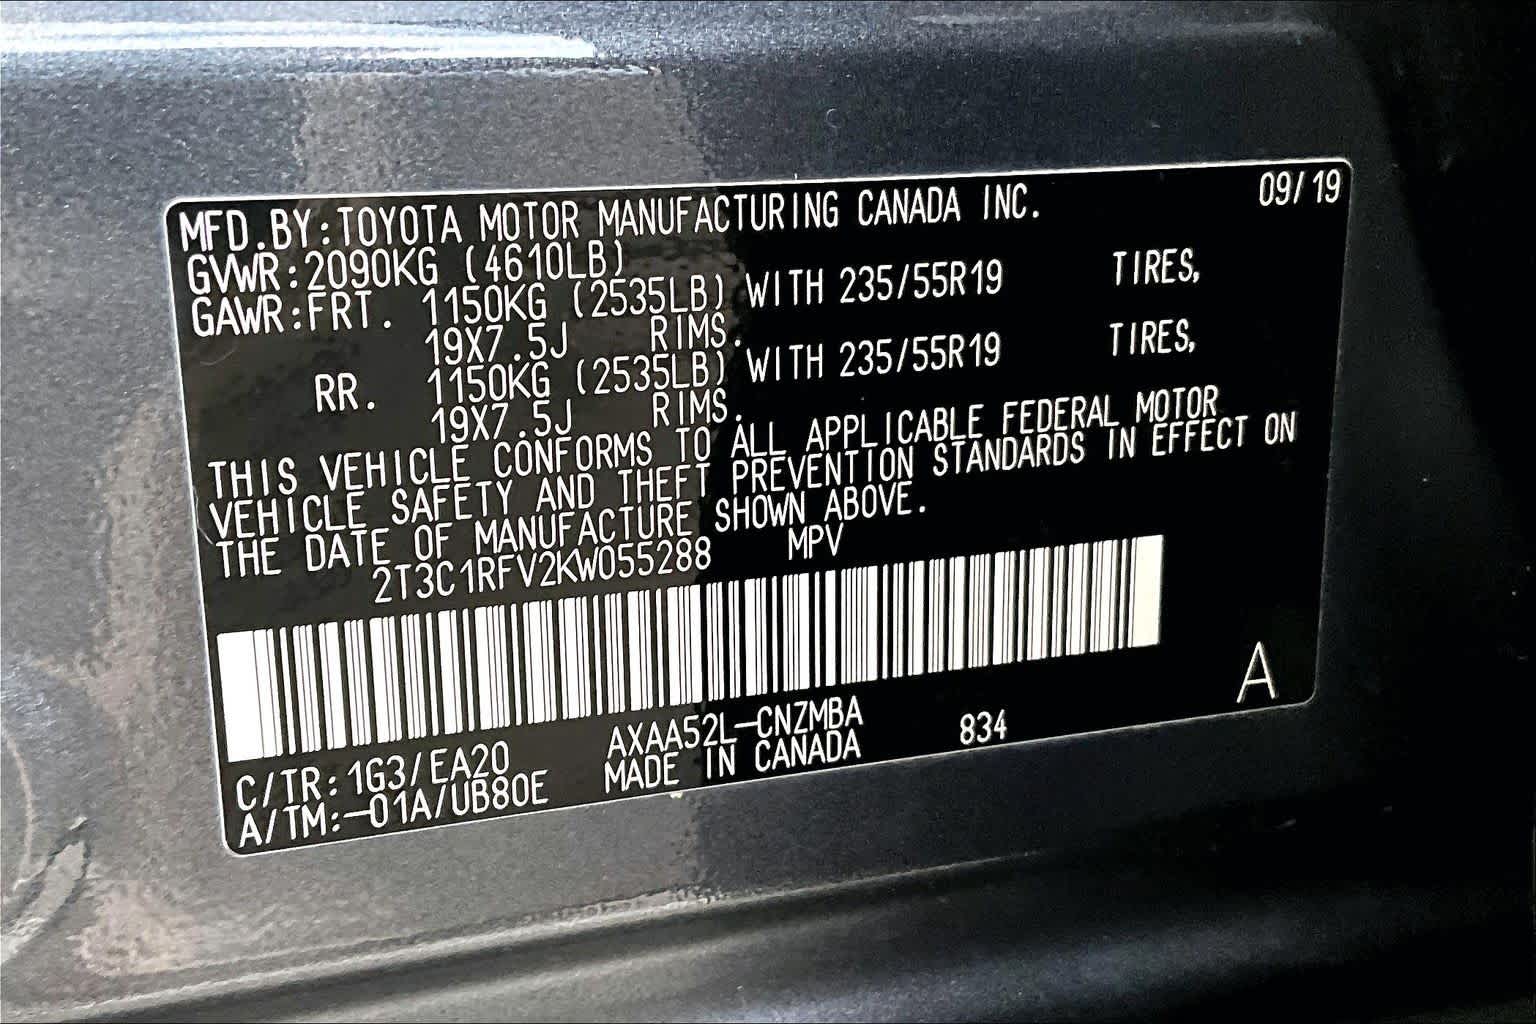 MFD.BY:TOYOTA MOTOR MANUFACTURING CANADA INC. 09/19
GVWR:2090KG (4610LB)
GAWR:FRT. 1150KG (2535LB) WITH 235/55R19 TIRES,
19X7.5J RIMS.
RR. 1150KG (2535LB) WITH 235/55R19 TIRES,
19X7.5J RIMS.
THIS VEHICLE CONFORMS TO ALL APPLICABLE FEDERAL MOTOR
VEHICLE SAFETY AND THEFT PREVENTION STANDARDS IN EFFECT ON
THE DATE OF MANUFACTURE SHOWN ABOVE.
2T3C1RFV2KW055288 MPV
A
C/TR:1G3/EA20 AXAA52L-CNZMBA 834
A/TM:-01A/UB80E MADE IN CANADA